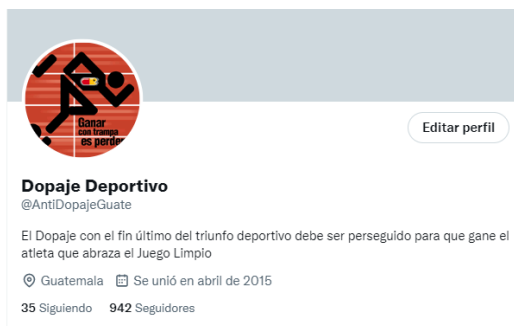 Ganar
con trampa
es perder
Editar perfil
Dopaje Deportivo
@AntiDopajeGuate
El Dopaje con el fin último del triunfo deportivo debe ser perseguido para que gane el
atleta que abraza el Juego Limpio
Guatemala Se unió en abril de 2015
35 Siguiendo 942 Seguidores